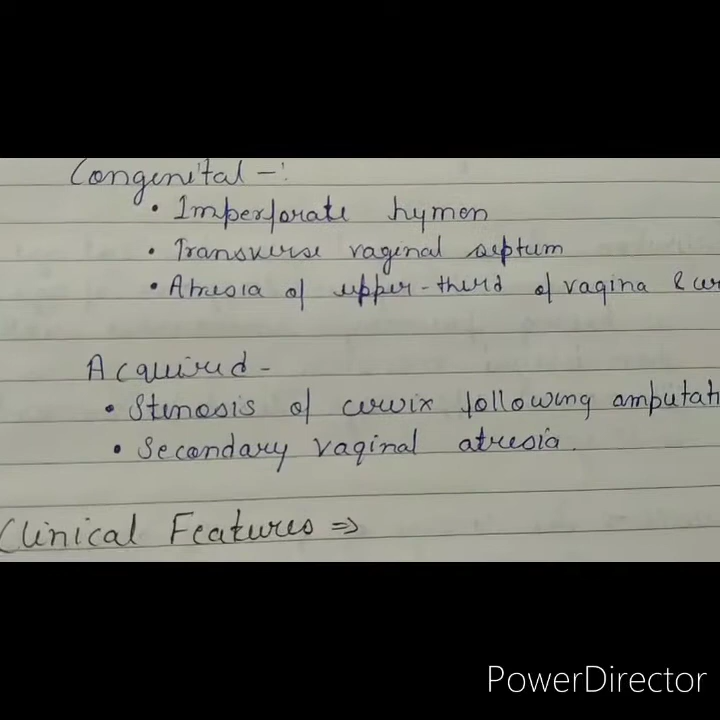 Congenital -:
• Imperforate hymen
• Transverse vaginal septum
• Atresia of upper-third of vagina &
Acquired -
• Stenosis of cervix following amputat
• Secondary vaginal atresia.
Clinical Features ⇒
PowerDirector